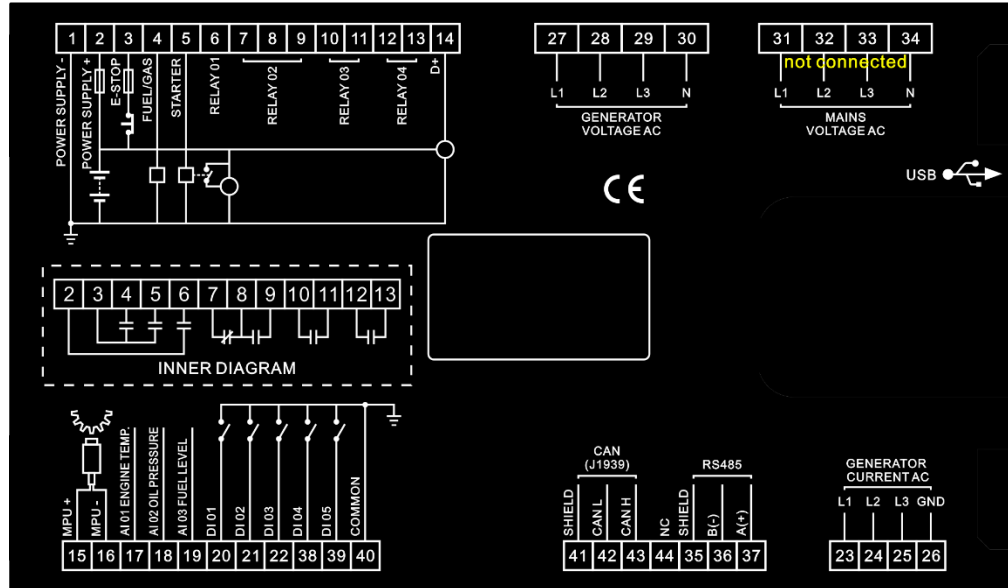 1 2 3 4 5 6 7 8 9 10 11 12 13 14
POWER SUPPLY -
POWER SUPPLY +
E-STOP
FUEL/GAS
STARTER
RELAY 01
RELAY 02
RELAY 03
RELAY 04
D+
27 28 29 30
L1 L2 L3 N
GENERATOR
VOLTAGE AC
31 32 33 34
not connected
L1 L2 L3 N
MAINS
VOLTAGE AC
USB
CE
2 3 4 5 6 7 8 9 10 11 12 13
INNER DIAGRAM
MPU +
MPU -
AI 01 ENGINE TEMP.
AI 02 OIL PRESSURE
AI 03 FUEL LEVEL
DI 01
DI 02
DI 03
DI 04
DI 05
COMMON
15 16 17 18 19 20 21 22 38 39 40
CAN
(J1939)
RS485
SHIELD
CAN L
CAN H
NC
SHIELD
B(-)
A(+)
41 42 43 44 35 36 37
GENERATOR
CURRENT AC
L1 L2 L3 GND
23 24 25 26